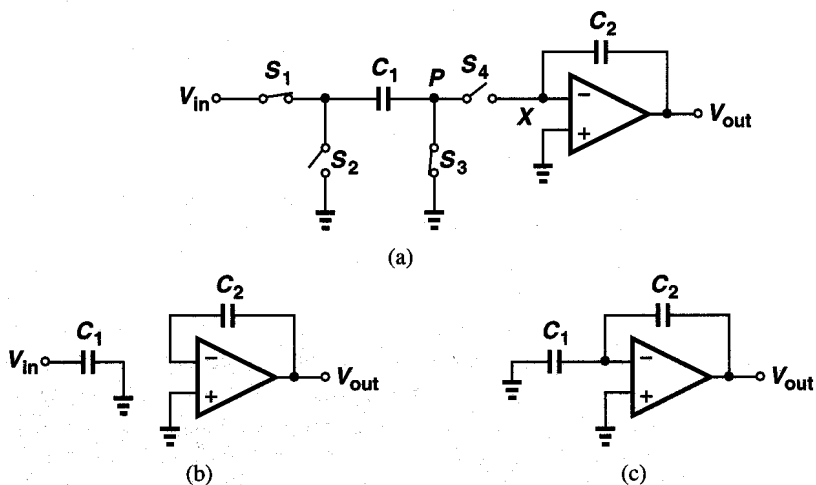 C2
S1
C1
P
S4
Vin
X
Vout
−
+
S2
S3
(a)
C2
C1
Vin
−
+
Vout
(b)
C2
C1
−
+
Vout
(c)